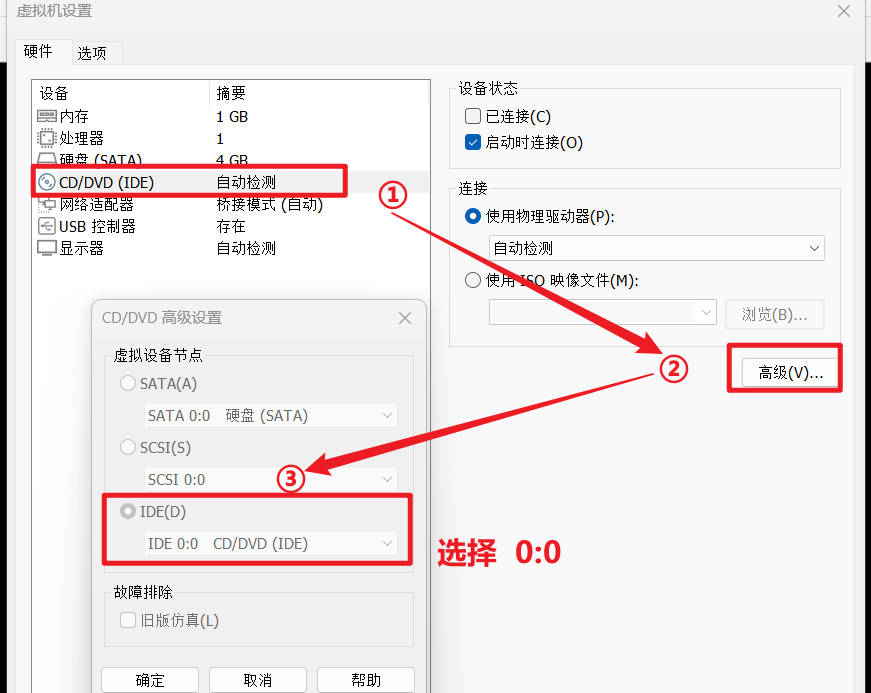 虚拟机设置
硬件 选项
设备 摘要
内存 1 GB
处理器 1
硬盘 (SATA) 4 GB
CD/DVD (IDE) 自动检测
网络适配器 桥接模式 (自动)
USB 控制器 存在
显示器 自动检测
①
设备状态
已连接(C)
启动时连接(O)
连接
使用物理驱动器(P):
自动检测
使用 ISO 映像文件(M):
浏览(B)...
②
高级(V)...
CD/DVD 高级设置
虚拟设备节点
SATA(A)
SATA 0:0 硬盘 (SATA)
SCSI(S)
SCSI 0:0
③
IDE(D)
IDE 0:0 CD/DVD (IDE)
选择 0:0
故障排除
旧版仿真(L)
确定 取消 帮助